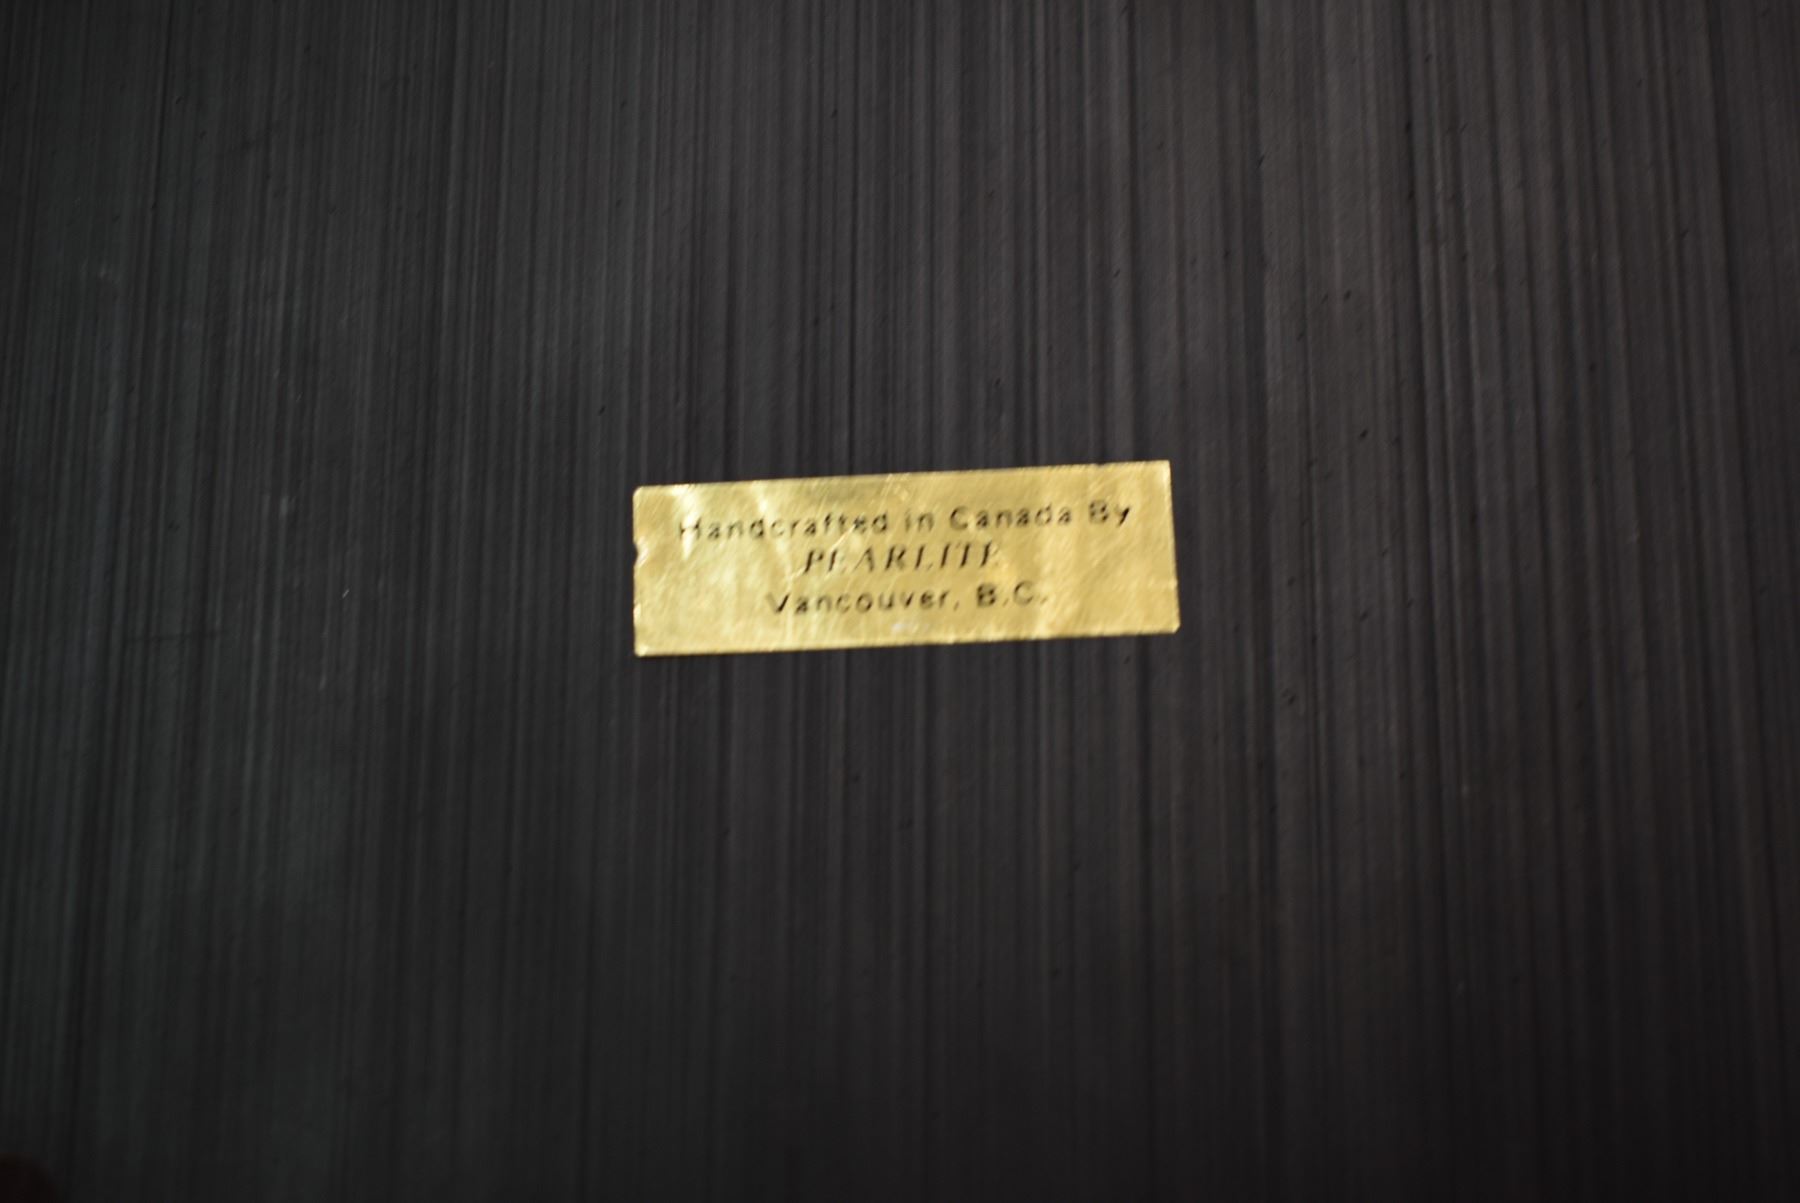 Handcrafted in Canada By
PEARLITE
Vancouver, B.C.